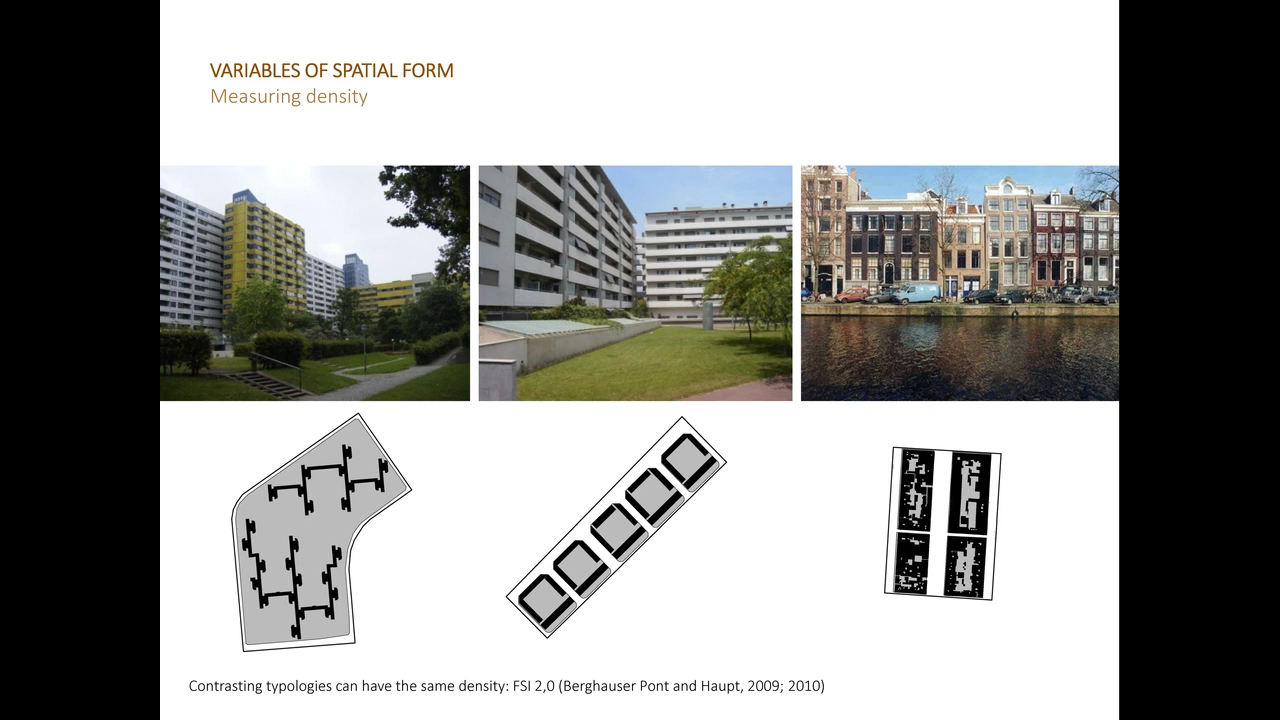 VARIABLES OF SPATIAL FORM
Measuring density
Contrasting typologies can have the same density: FSI 2,0 (Berghauser Pont and Haupt, 2009; 2010)